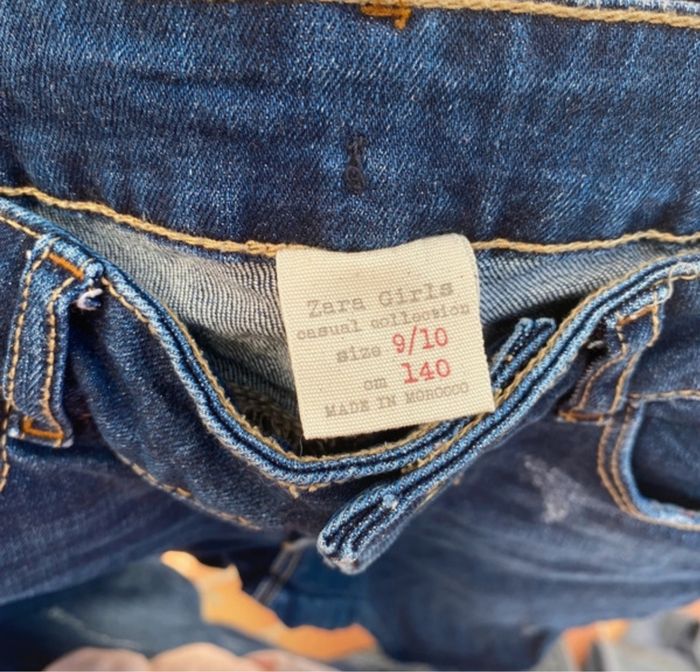 Zara Girls
casual collection
size 9/10
cm 140
MADE IN MOROCCO